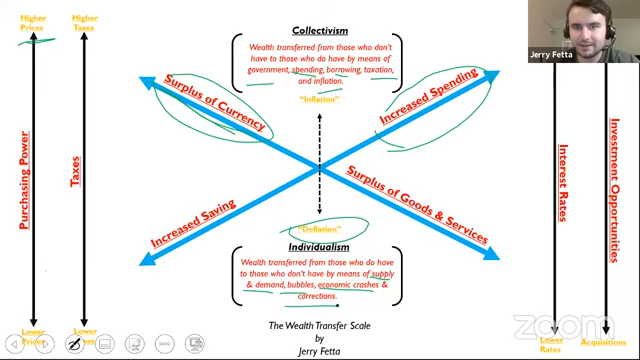 Higher
Prices
Higher
Taxes
Collectivism
Wealth transferred from those who don't
have to those who do have by means of
government, spending, borrowing, taxation,
and inflation.
"Inflation"
Jerry Fetta
Surplus of Currency
Increased Spending
Purchasing Power
Taxes
Interest Rates
Investment Opportunities
Increased Saving
Surplus of Goods & Services
"Deflation"
Individualism
Wealth transferred from those who do have
to those who don't have by means of supply
& demand, bubbles, economic crashes &
corrections.
Lower Prices
Lower
Taxes
The Wealth Transfer Scale
by
Jerry Fetta
Lower
Rates
Acquisitions
zoom